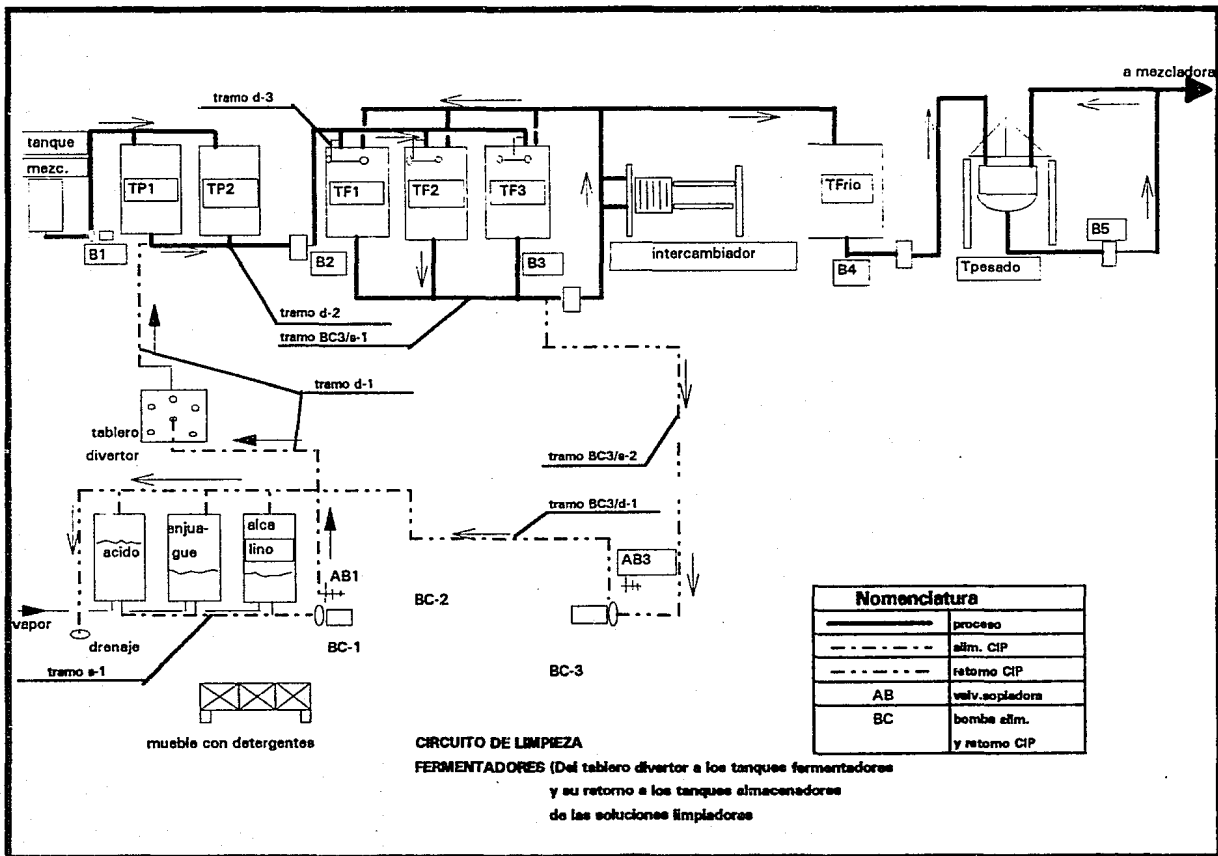 a mezcladora
tramo d-3
tanque
mezc.
TP1
TP2
TF1
TF2
TF3
TFrio
B1
B2
B3
intercambiador
B4
Tpesado
B5
tramo d-2
tramo BC3/s-1
tramo d-1
tablero
divertor
tramo BC3/s-2
tramo BC3/d-1
acido
enjua-
gue
alca
lino
AB1
AB3
BC-2
vapor
drenaje
BC-1
tramo s-1
BC-3
mueble con detergentes
Nomenclatura
proceso
alim. CIP
retorno CIP
AB valv.sopladora
BC bomba alim.
y retorno CIP
CIRCUITO DE LIMPIEZA
FERMENTADORES (Del tablero divertor a los tanques fermentadores
y su retorno a los tanques almacenadores
de las soluciones limpiadoras